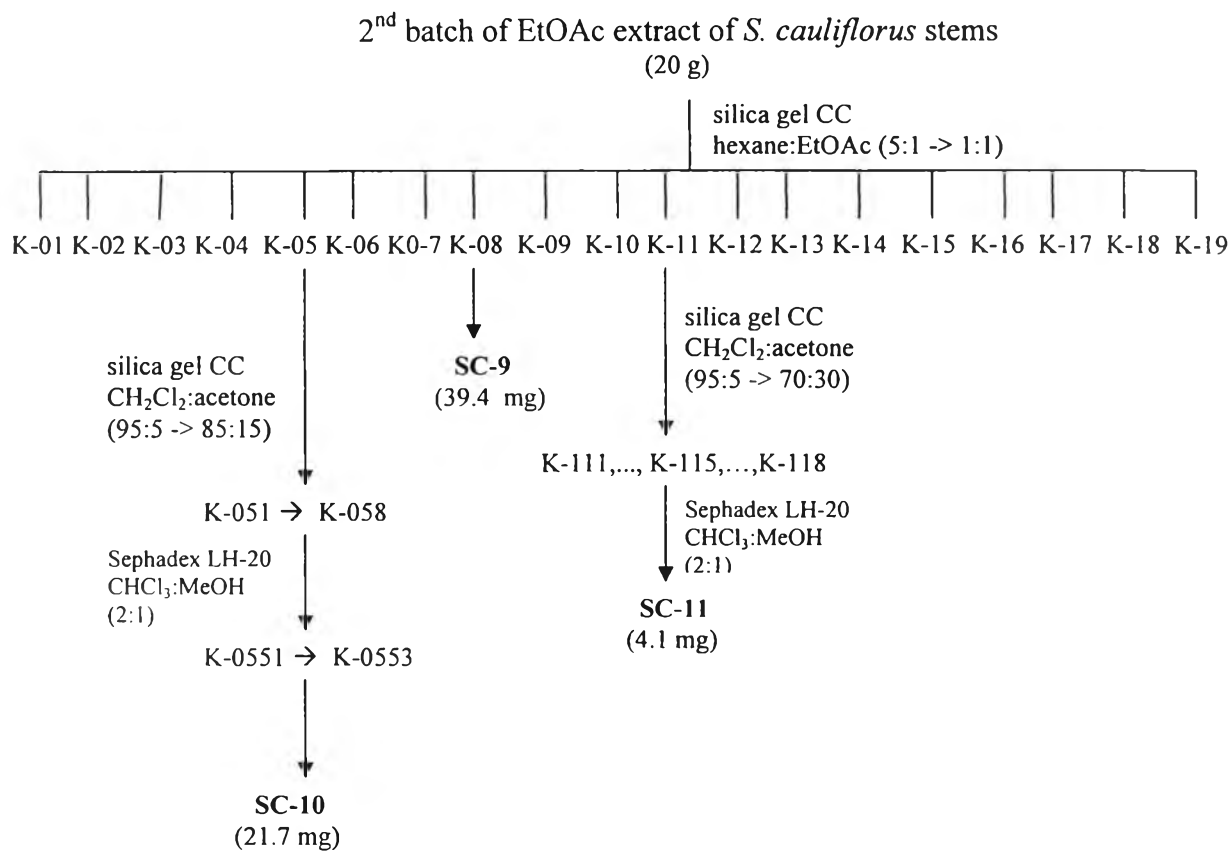 2nd batch of EtOAc extract of S. cauliflorus stems
(20 g)
silica gel CC
hexane:EtOAc (5:1 -> 1:1)
K-01 K-02 K-03 K-04 K-05 K-06 K0-7 K-08 K-09 K-10 K-11 K-12 K-13 K-14 K-15 K-16 K-17 K-18 K-19
silica gel CC
CH2Cl2:acetone
(95:5 -> 85:15)
SC-9
(39.4 mg)
silica gel CC
CH2Cl2:acetone
(95:5 -> 70:30)
K-051 → K-058
K-111,..., K-115,...,K-118
Sephadex LH-20
CHCl3:MeOH
(2:1)
Sephadex LH-20
CHCl3:MeOH
(2:1)
K-0551 → K-0553
SC-11
(4.1 mg)
SC-10
(21.7 mg)